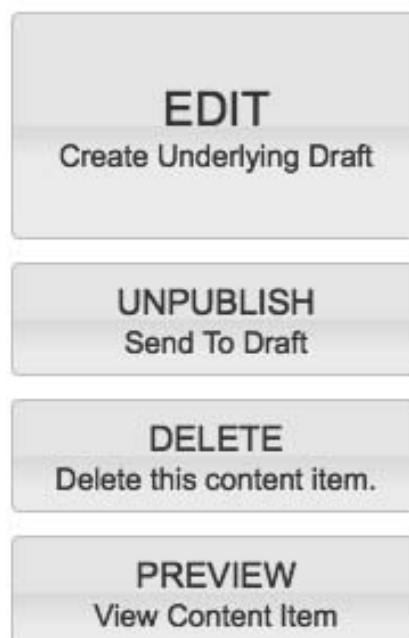 EDIT
Create Underlying Draft
UNPUBLISH
Send To Draft
DELETE
Delete this content item.
PREVIEW
View Content Item